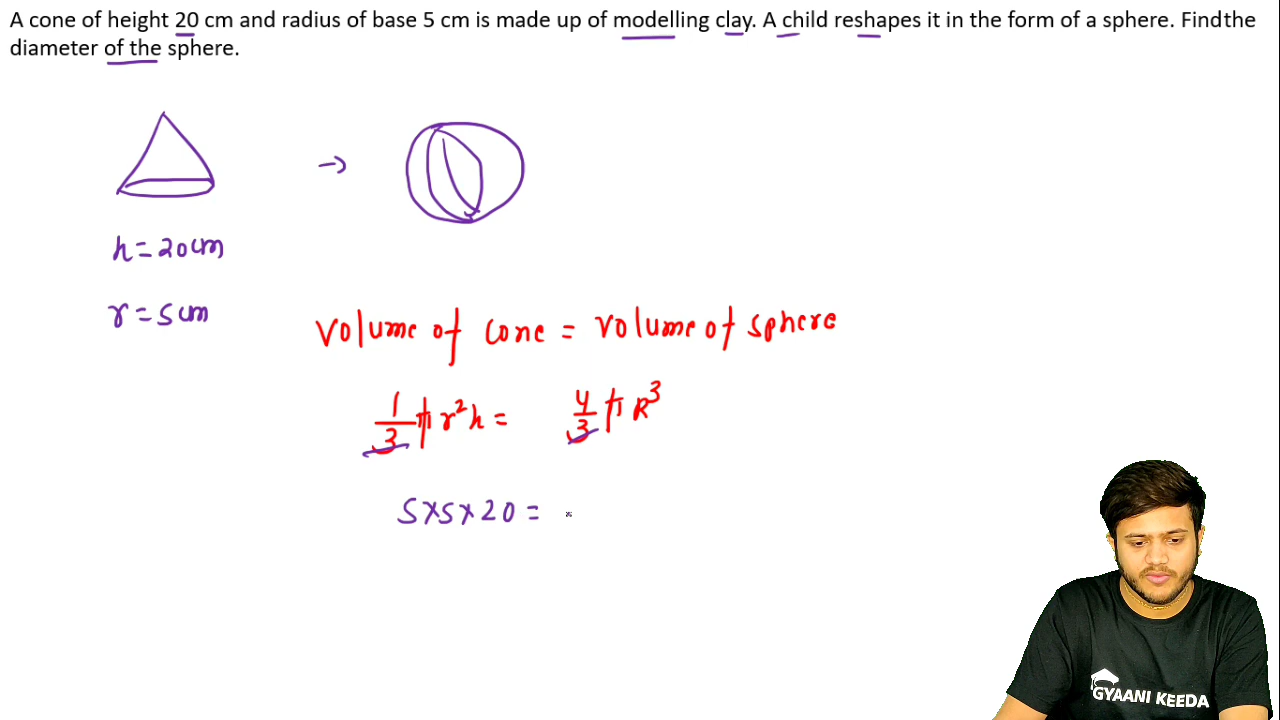 A cone of height 20 cm and radius of base 5 cm is made up of modelling clay. A child reshapes it in the form of a sphere. Findthe
diameter of the sphere.
→
h=20cm
r=5cm
Volume of cone = volume of sphere
1/3 π r²h = 4/3 π R³
5×5×20 =
GYAANI KEEDA